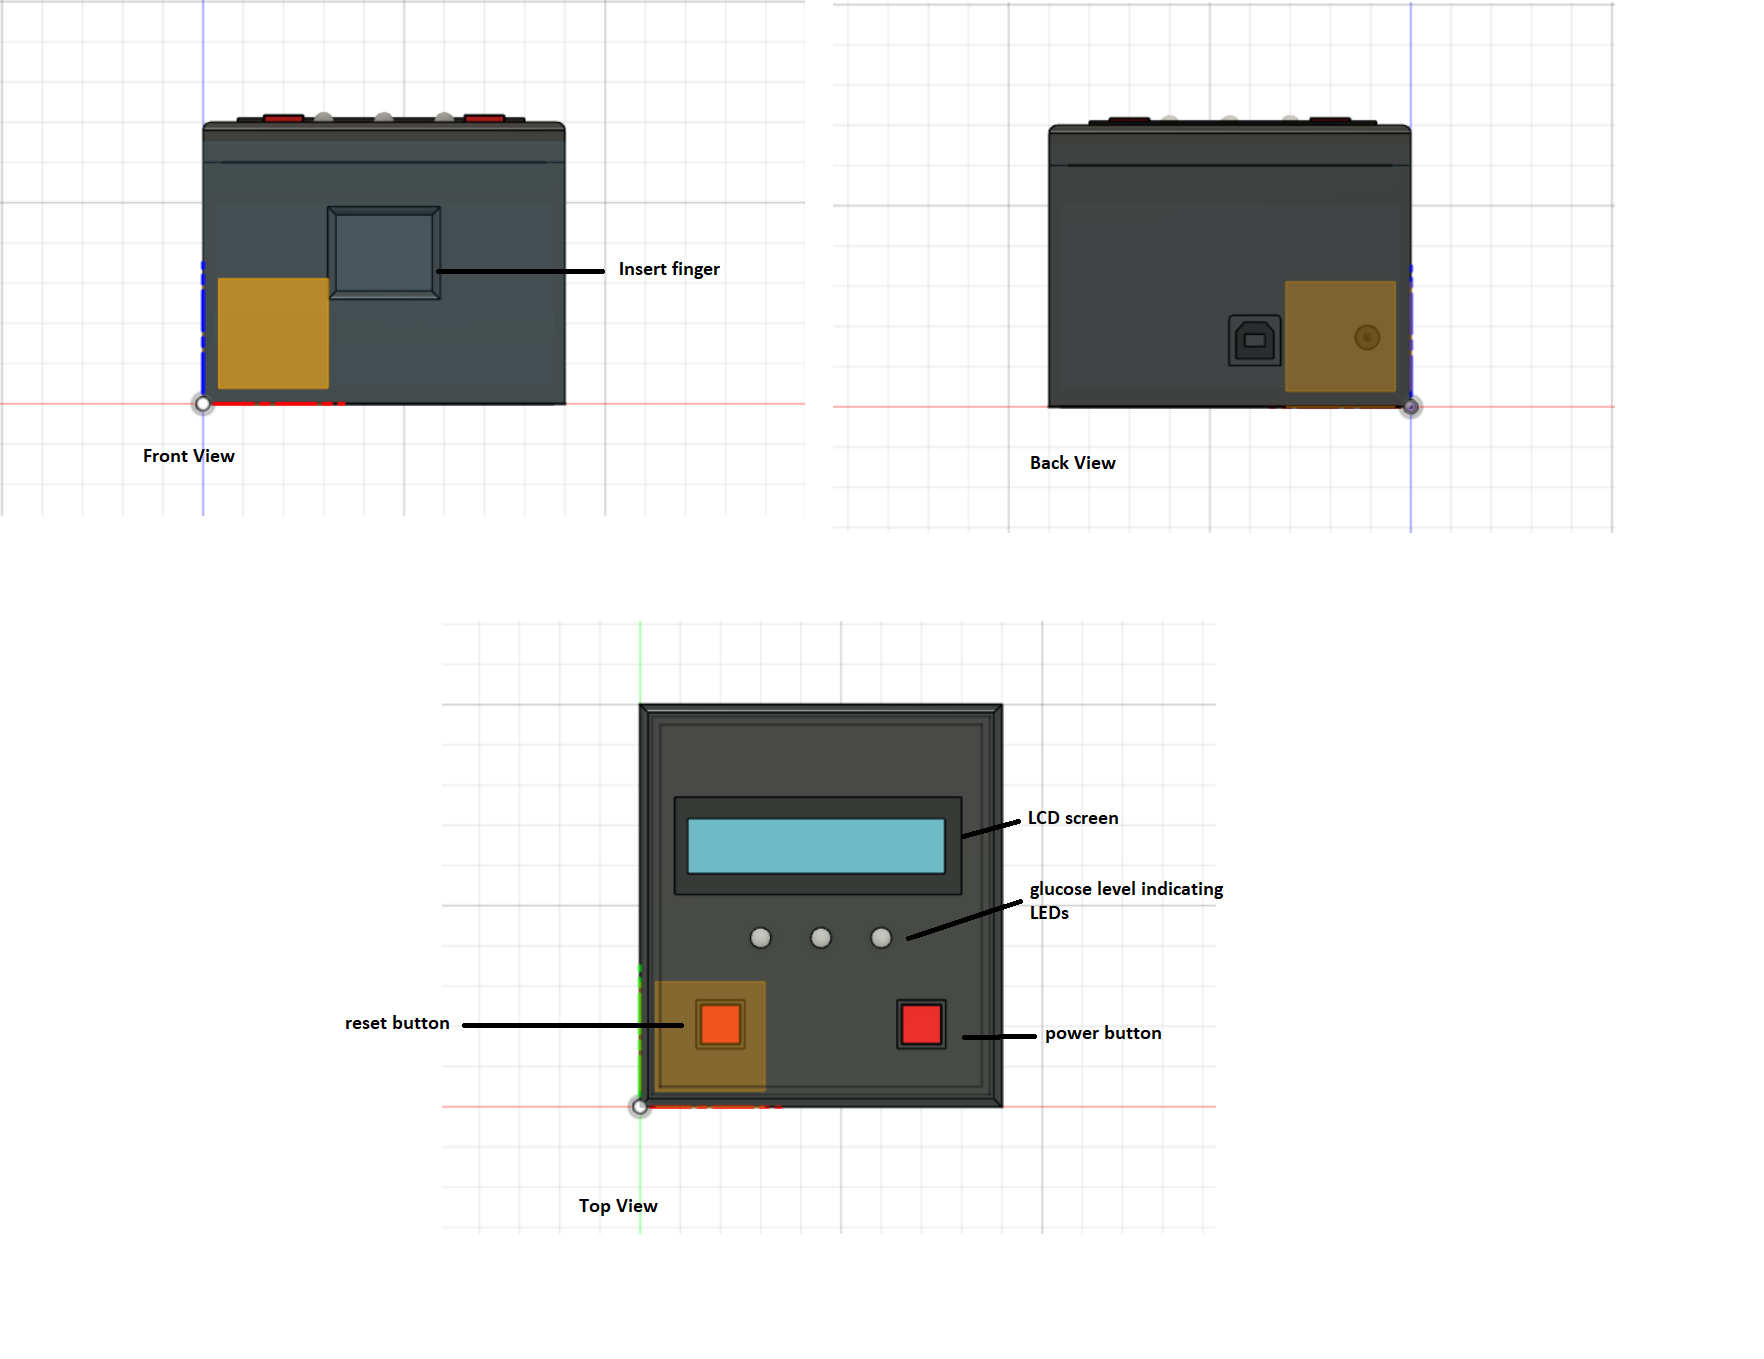 Insert finger
Front View
Back View
LCD screen
glucose level indicating
LEDs
reset button
power button
Top View